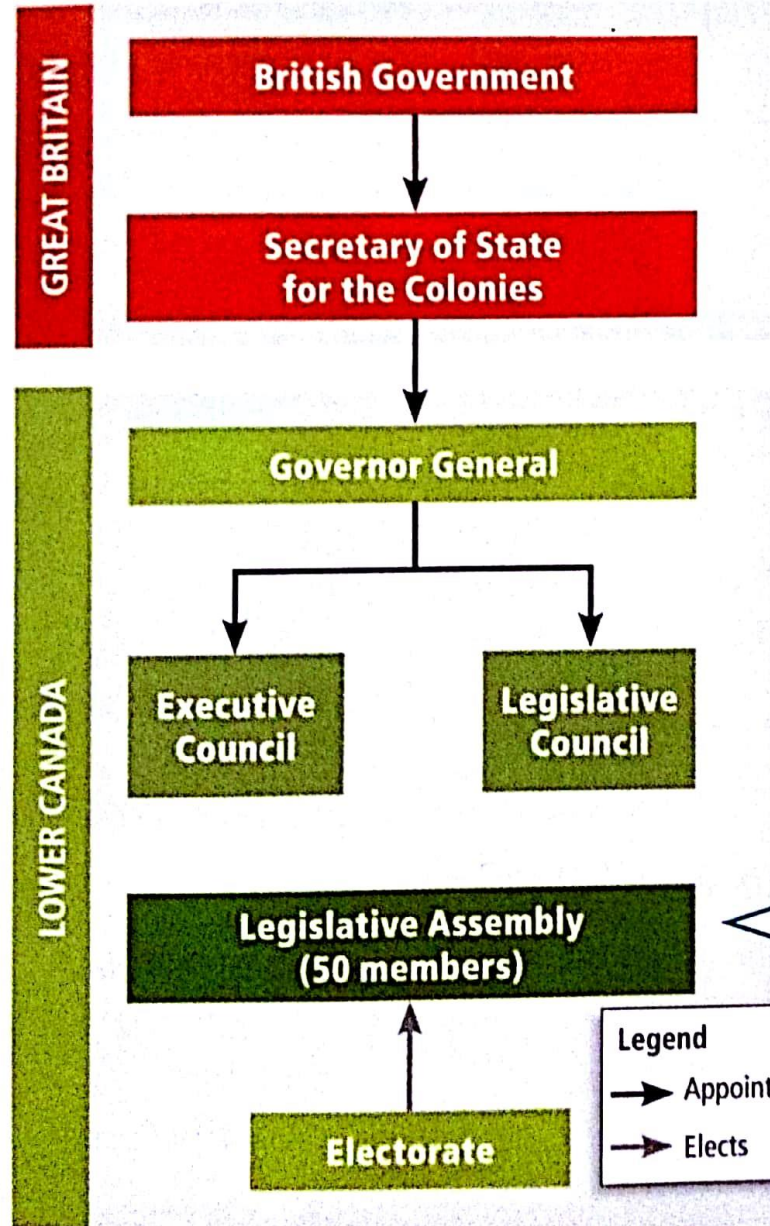 GREAT BRITAIN
British Government
Secretary of State
for the Colonies
LOWER CANADA
Governor General
Executive
Council
Legislative
Council
Legislative Assembly
(50 members)
Electorate
Legend
Appoint
Elects